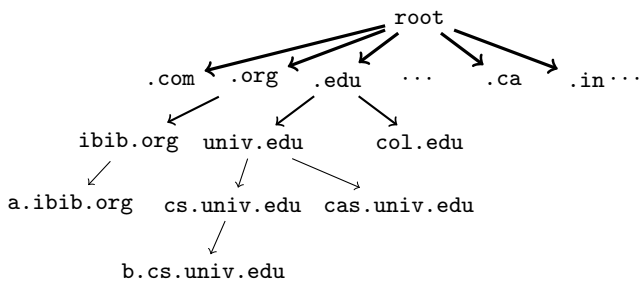 root
.com .org .edu ... .ca .in ...
ibib.org univ.edu col.edu
a.ibib.org cs.univ.edu cas.univ.edu
b.cs.univ.edu